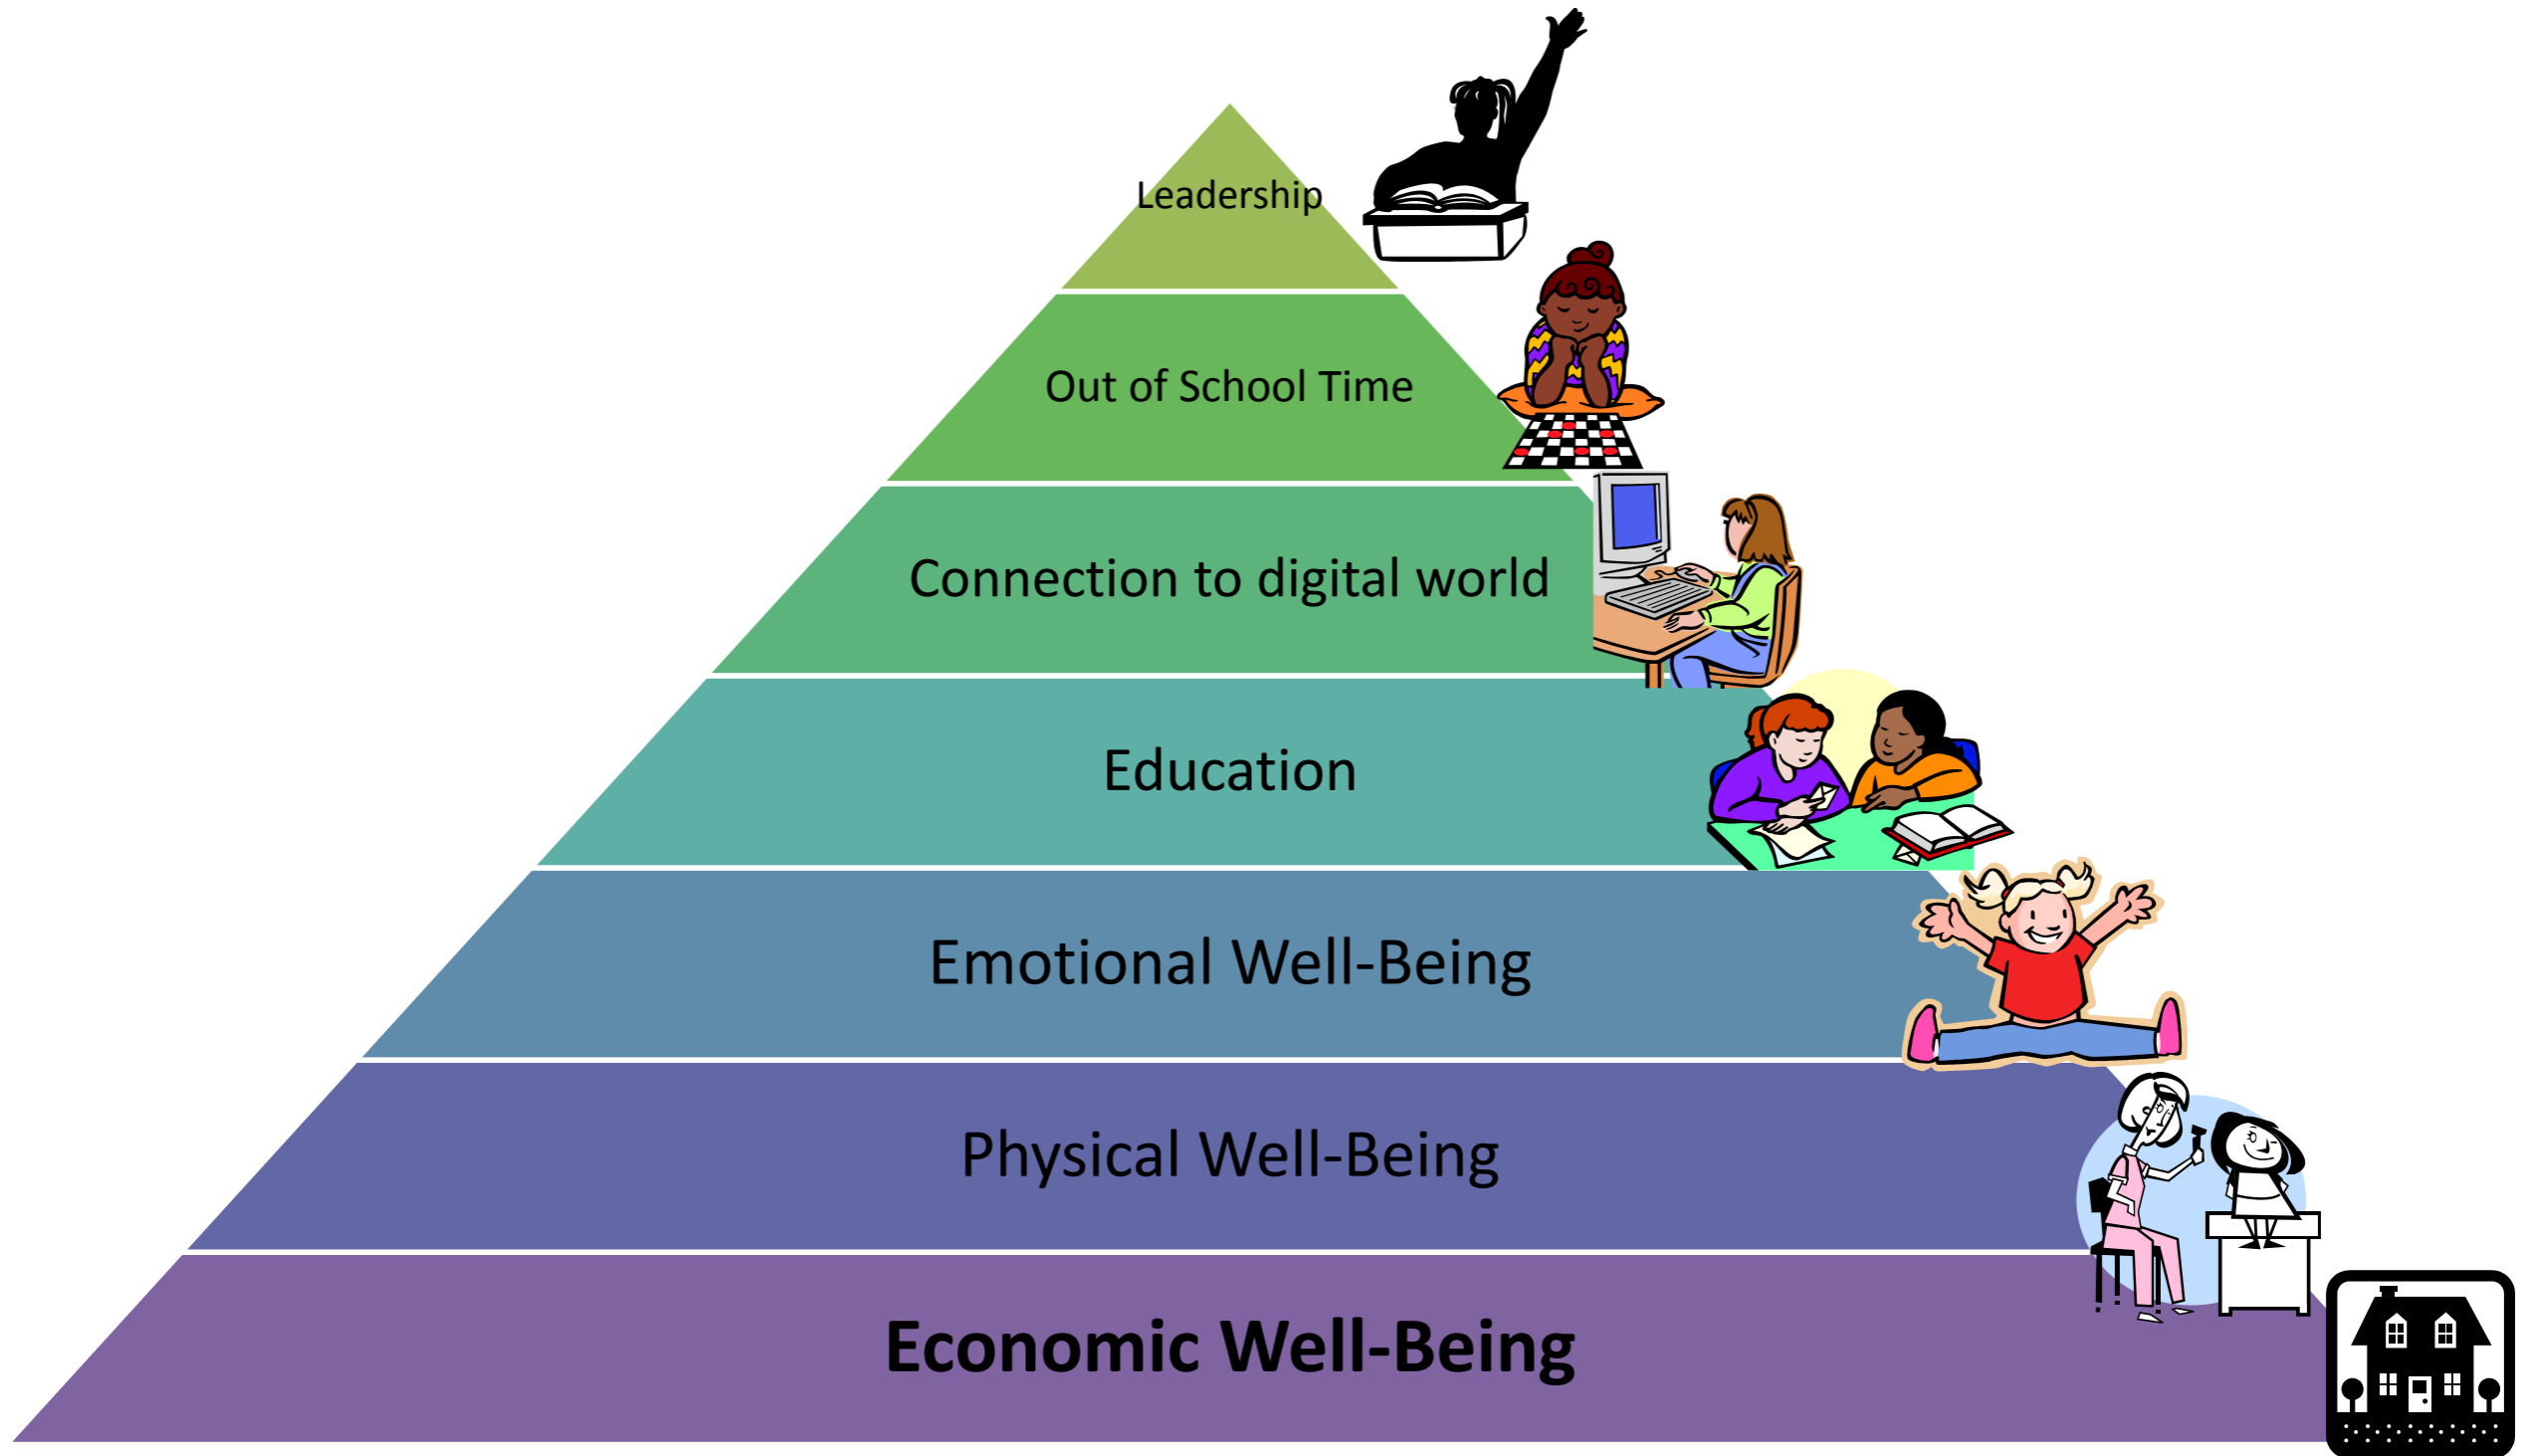 Leadership
Out of School Time
Connection to digital world
Education
Emotional Well-Being
Physical Well-Being
Economic Well-Being